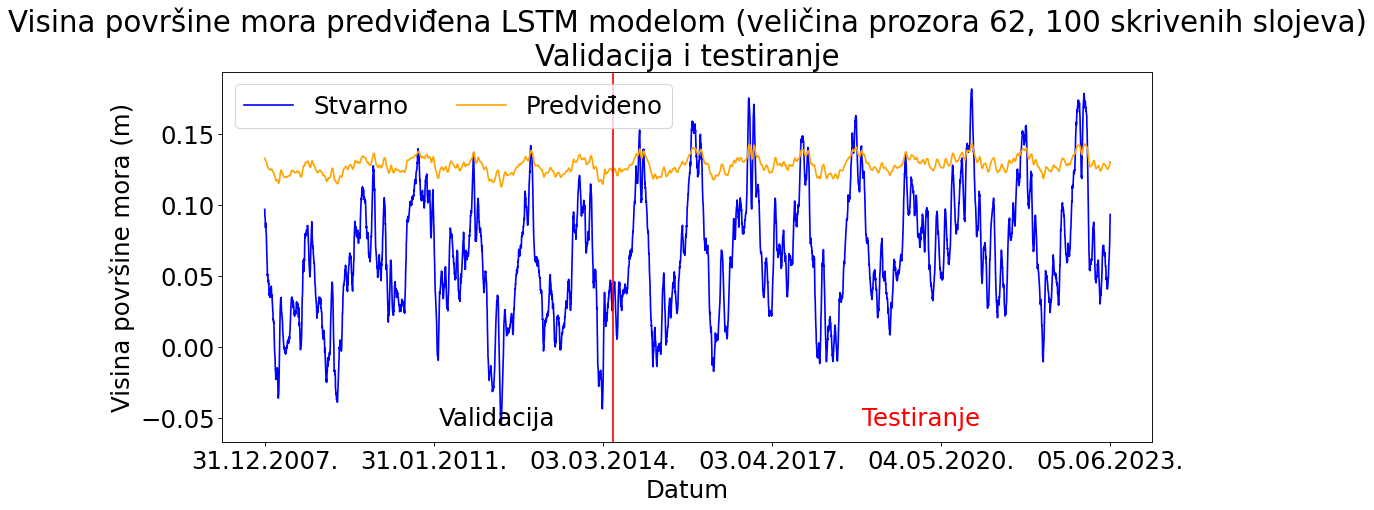 Visina površine mora predviđena LSTM modelom (veličina prozora 62, 100 skrivenih slojeva)
Validacija i testiranje
Stvarno
Predviđeno
Visina površine mora (m)
0.15
0.10
0.05
0.00
−0.05
Validacija
Testiranje
31.12.2007.
31.01.2011.
03.03.2014.
03.04.2017.
04.05.2020.
05.06.2023.
Datum